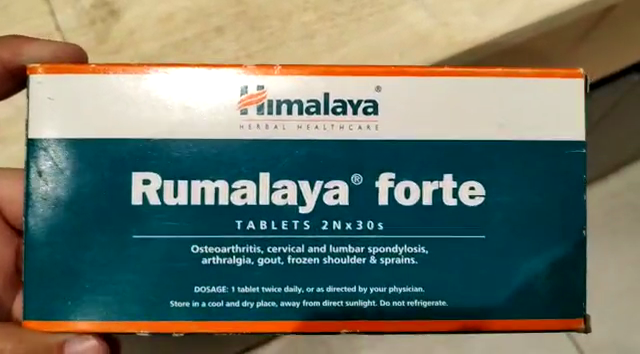 Himalaya®
HERBAL HEALTHCARE
Rumalaya® forte
TABLETS 2Nx30s
Osteoarthritis, cervical and lumbar spondylosis,
arthralgia, gout, frozen shoulder & sprains.
DOSAGE: 1 tablet twice daily, or as directed by your physician.
Store in a cool and dry place, away from direct sunlight. Do not refrigerate.